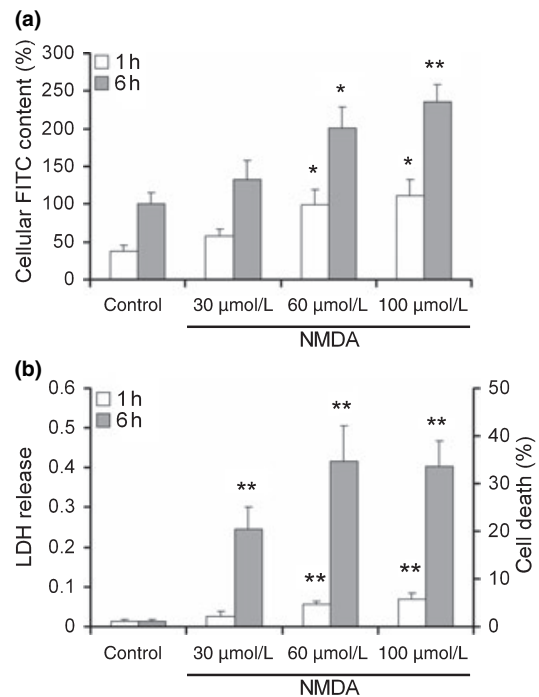 (a)
Cellular FITC content (%)
300
250
200
150
100
50
0
1 h
6 h
*
*
*
**
Control
30 µmol/L
60 µmol/L
100 µmol/L
NMDA
(b)
LDH release
0.6
0.5
0.4
0.3
0.2
0.1
0
1 h
6 h
**
**
**
**
**
50
40
30
20
10
0
Cell death (%)
Control
30 µmol/L
60 µmol/L
100 µmol/L
NMDA